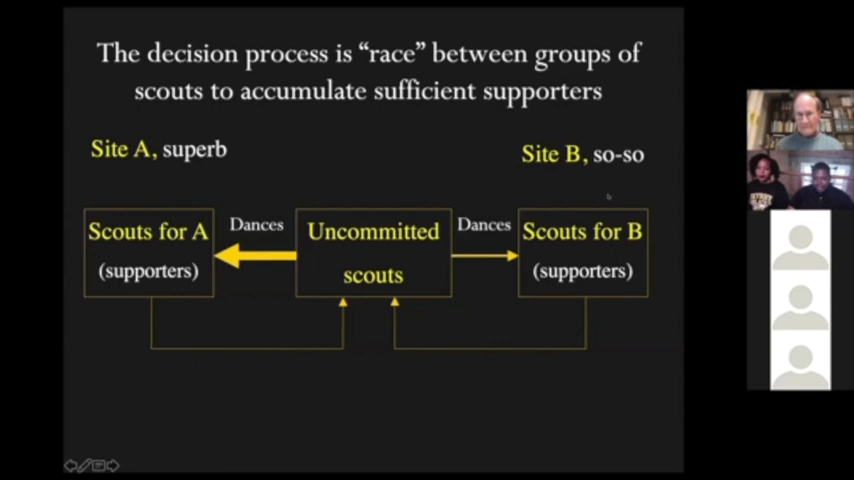 The decision process is “race” between groups of
scouts to accumulate sufficient supporters
Site A, superb
Site B, so-so
Scouts for A
(supporters)
Dances
Uncommitted
scouts
Dances
Scouts for B
(supporters)